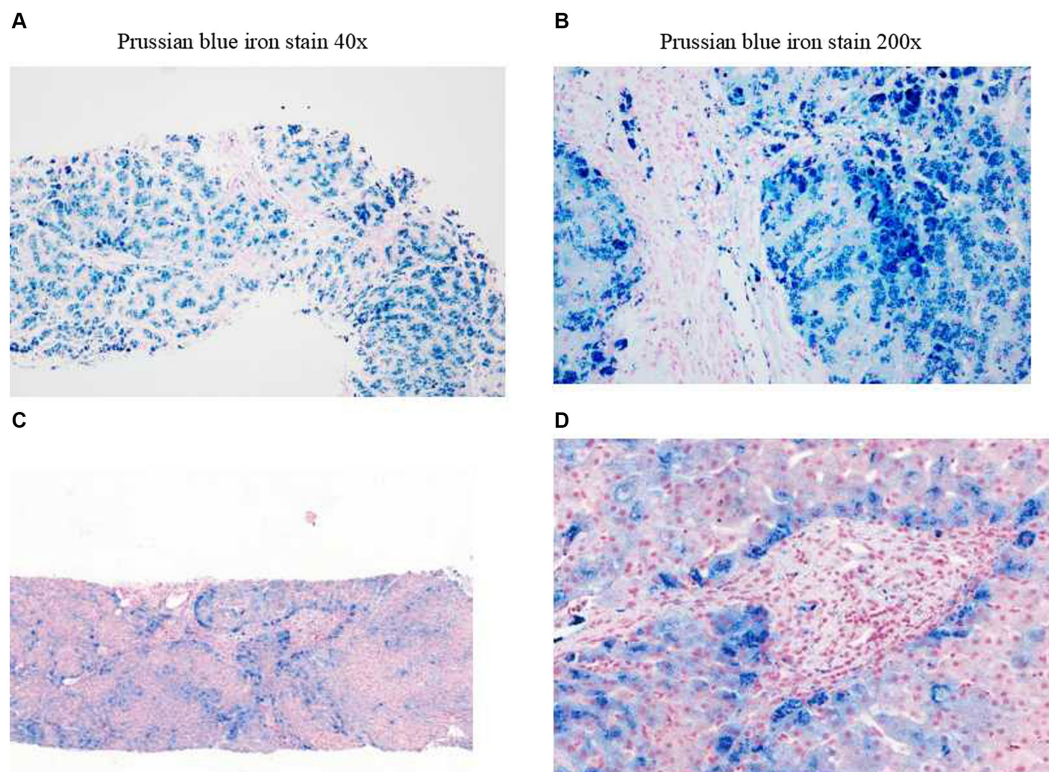 A
Prussian blue iron stain 40x
B
Prussian blue iron stain 200x
C
D